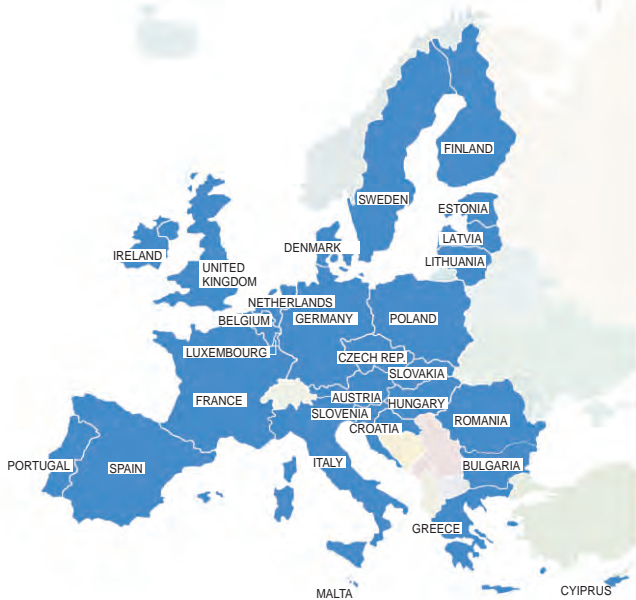 FINLAND
SWEDEN
ESTONIA
LATVIA
LITHUANIA
DENMARK
IRELAND
UNITED
KINGDOM
NETHERLANDS
BELGIUM
GERMANY
POLAND
LUXEMBOURG
CZECH REP.
SLOVAKIA
FRANCE
AUSTRIA
HUNGARY
SLOVENIA
CROATIA
ROMANIA
PORTUGAL
SPAIN
ITALY
BULGARIA
GREECE
MALTA
CYIPRUS